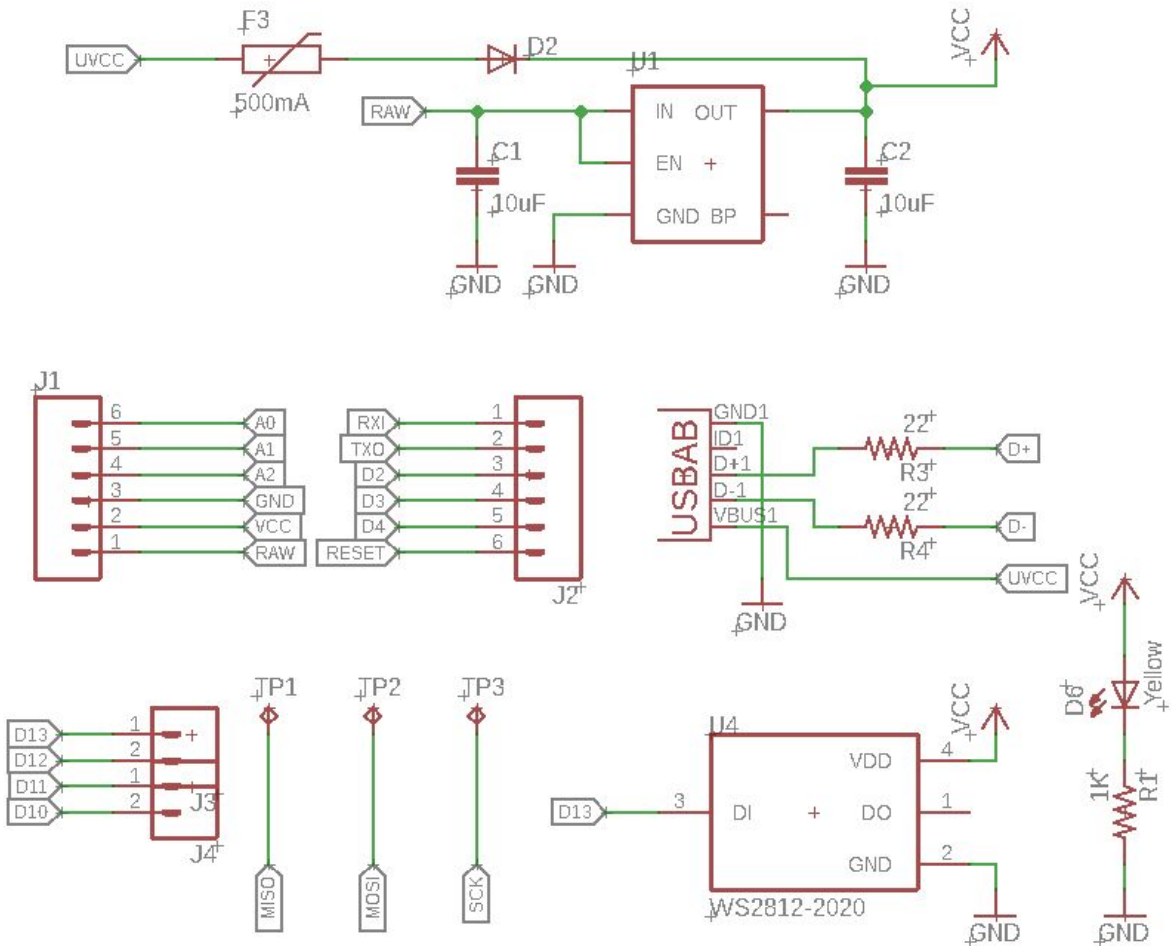 F3
UVCC
500mA
D2
U1
VCC
RAW
IN OUT
EN
GND BP
C1
10uF
C2
10uF
GND
GND
GND
J1
6 A0
5 A1
4 A2
3 GND
2 VCC
1 RAW
RXI 1
TXO 2
D2 3
D3 4
D4 5
RESET 6
J2
USBAB
GND1
ID1
D+1
D-1
VBUS1
22
R3
D+
22
R4
D-
UVCC
GND
VCC
D6
Yellow
1K
R1
GND
D13 1
D12 2
D11 1
D10 2
J3
J4
TP1
TP2
TP3
MISO
MOSI
SCK
U4
VCC
VDD 4
D13 3 DI
DO 1
GND 2
WS2812-2020
GND